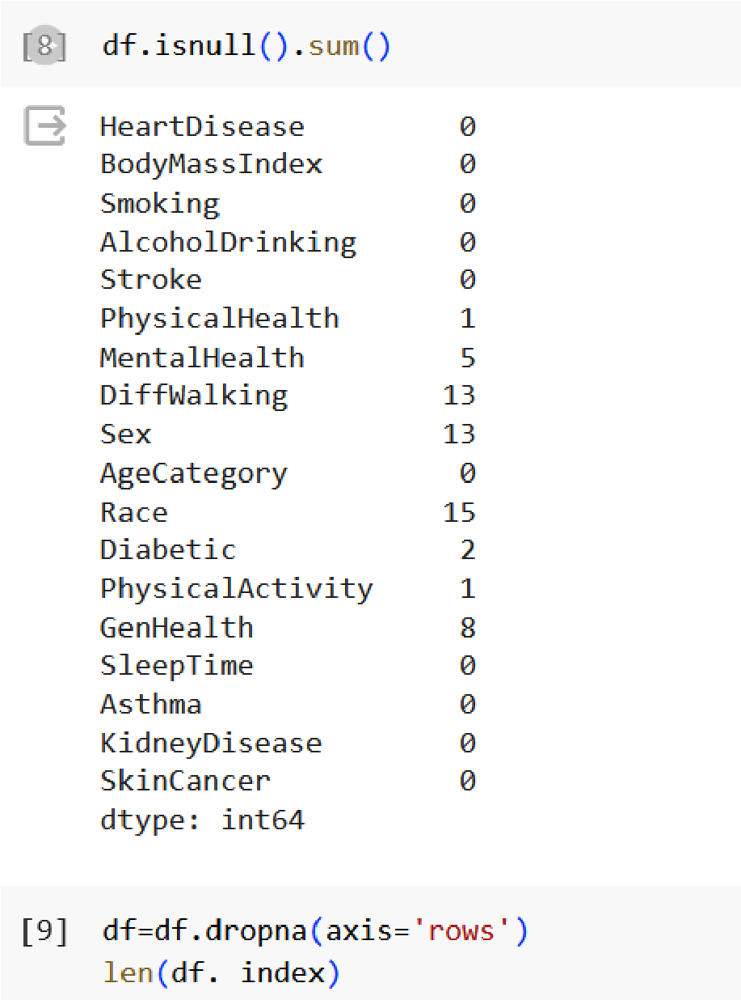 [8] df.isnull().sum()
HeartDisease 0
BodyMassIndex 0
Smoking 0
AlcoholDrinking 0
Stroke 0
PhysicalHealth 1
MentalHealth 5
DiffWalking 13
Sex 13
AgeCategory 0
Race 15
Diabetic 2
PhysicalActivity 1
GenHealth 8
SleepTime 0
Asthma 0
KidneyDisease 0
SkinCancer 0
dtype: int64
[9] df=df.dropna(axis='rows')
len(df. index)